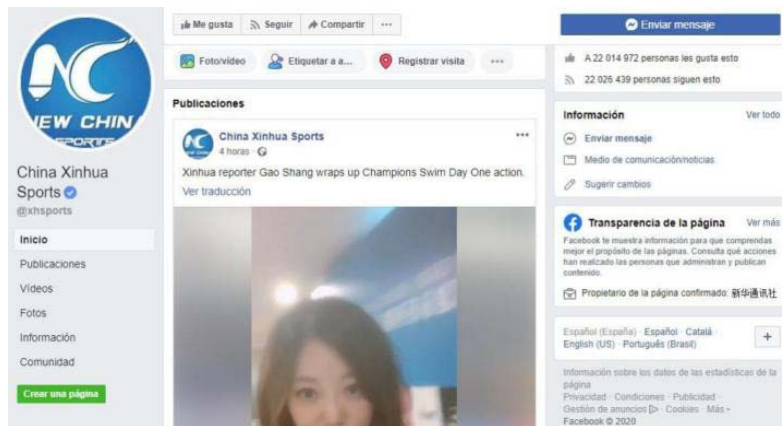 NEW CHIN
SPORTS
China Xinhua
Sports
@xhsports
Inicio
Publicaciones
Vídeos
Fotos
Información
Comunidad
Crear una página
Me gusta Seguir Compartir ...
Foto/vídeo Etiquetar a a... Registrar visita ...
Publicaciones
China Xinhua Sports ...
4 horas ·
Xinhua reporter Gao Shang wraps up Champions Swim Day One action.
Ver traducción
Enviar mensaje
A 22 014 972 personas les gusta esto
22 026 439 personas siguen esto
Información Ver todo
Enviar mensaje
Medio de comunicación/noticias
Sugerir cambios
Transparencia de la página Ver más
Facebook te muestra información para que comprendas
mejor el propósito de las páginas. Consulta qué acciones
han realizado las personas que administran y publican
contenido.
Propietario de la página confirmado: 新华通讯社
Español (España) · Español · Català ·
English (US) · Português (Brasil)
+
Información sobre los datos de las estadísticas de la
página
Privacidad · Condiciones · Publicidad ·
Gestión de anuncios · Cookies · Más
Facebook © 2020